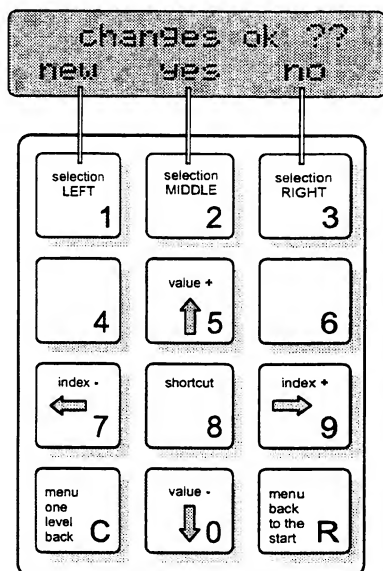 changes ok ??
new yes no
selection LEFT 1
selection MIDDLE 2
selection RIGHT 3
4
value + 5
6
index - 7
shortcut 8
index + 9
menu one level back C
value - 0
menu back to the start R